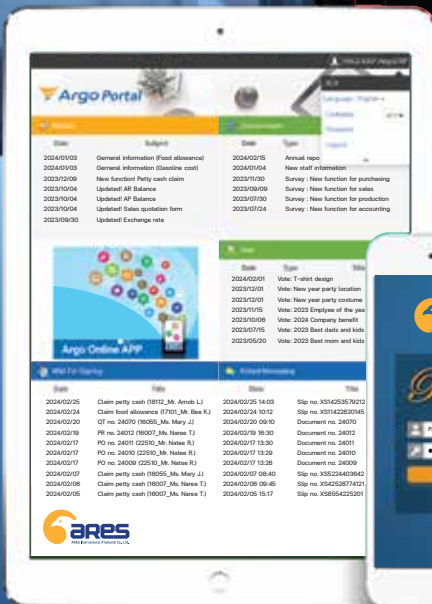 Argo Portal
Date Subject
2024/01/03 General information (Food allowance)
2024/01/03 General information (Gasoline cost)
2023/12/09 New function! Petty cash claim
2023/10/04 Updated! AR Balance
2023/10/04 Updated! AP Balance
2023/10/04 Updated! Sales quotation form
2023/09/30 Updated! Exchange rate
Date Type
2024/02/15 Annual repo
2024/01/04 New staff information
2023/11/30 Survey : New function for purchasing
2023/09/09 Survey : New function for sales
2023/07/30 Survey : New function for production
2023/07/24 Survey : New function for accounting
Argo Online APP
Date Type
2024/02/01 Vote: T-shirt design
2023/12/01 Vote: New year party location
2023/12/01 Vote: New year party costume
2023/11/15 Vote: 2023 Emplyee of the yea
2023/10/08 Vote: 2024 Company benefit
2023/07/15 Vote: 2023 Best dads and kids
2023/05/20 Vote: 2023 Best mom and kids
Date Title
2024/02/25 Claim petty cash (18112_Mr. Arnob L.)
2024/02/24 Claim food allowance (17101_Mr. Bee K.)
2024/02/20 QT no. 24070 (16055_Ms. Mary J.)
2024/02/19 PR no. 24012 (16007_Ms. Naree T.)
2024/02/17 PO no. 24011 (22510_Mr. Natee R.)
2024/02/17 PO no. 24010 (22510_Mr. Natee R.)
2024/02/17 PO no. 24009 (22510_Mr. Natee R.)
2024/02/07 Claim petty cash (16055_Ms. Mary J.)
2024/02/06 Claim petty cash (16007_Ms. Naree T.)
2024/02/05 Claim petty cash (16007_Ms. Naree T.)
Date Title
2024/02/25 14:03 Slip no. XS14253579212
2024/02/24 10:12 Slip no. XS11422820145
2024/02/20 09:10 Document no. 24070
2024/02/19 16:30 Document no. 24012
2024/02/17 13:30 Document no. 24011
2024/02/17 13:29 Document no. 24010
2024/02/17 13:28 Document no. 24009
2024/02/07 08:40 Slip no. XS5224403642
2024/02/06 09:45 Slip no. XS42528774121
2024/02/05 15:17 Slip no. XS8554225201
ares